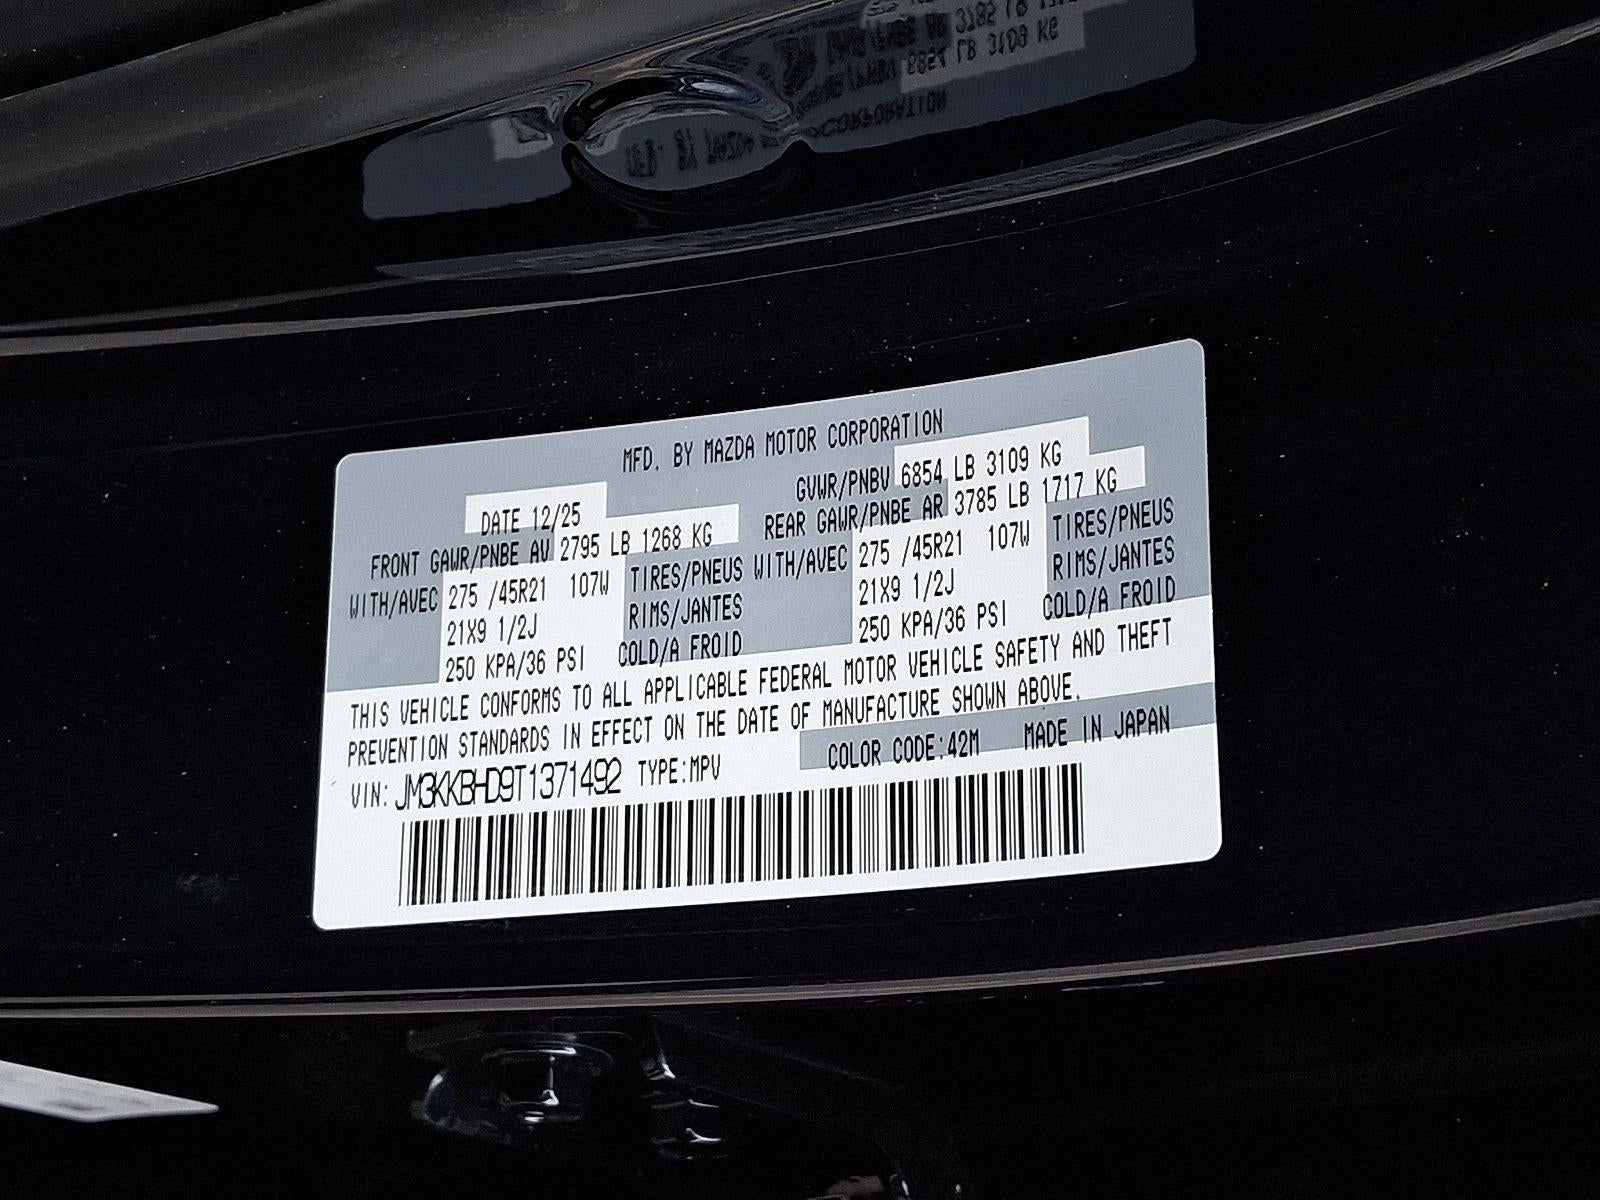 MFD. BY MAZDA MOTOR CORPORATION
DATE 12/25
GVWR/PNBV 6854 LB 3109 KG
FRONT GAWR/PNBE AV 2795 LB 1268 KG
REAR GAWR/PNBE AR 3785 LB 1717 KG
WITH/AVEC 275 /45R21 107W TIRES/PNEUS
21X9 1/2J RIMS/JANTES
250 KPA/36 PSI COLD/A FROID
WITH/AVEC 275 /45R21 107W TIRES/PNEUS
21X9 1/2J RIMS/JANTES
250 KPA/36 PSI COLD/A FROID
THIS VEHICLE CONFORMS TO ALL APPLICABLE FEDERAL MOTOR VEHICLE SAFETY AND THEFT
PREVENTION STANDARDS IN EFFECT ON THE DATE OF MANUFACTURE SHOWN ABOVE.
COLOR CODE:42M MADE IN JAPAN
VIN: JM3KKBHD9T1371492 TYPE:MPV